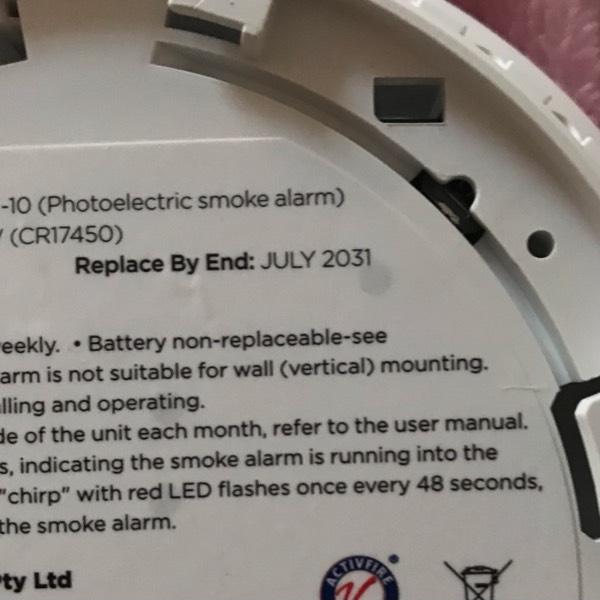 -10 (Photoelectric smoke alarm)
(CR17450)
Replace By End: JULY 2031
eekly. • Battery non-replaceable-see
arm is not suitable for wall (vertical) mounting.
lling and operating.
de of the unit each month, refer to the user manual.
s, indicating the smoke alarm is running into the
"chirp" with red LED flashes once every 48 seconds,
the smoke alarm.
Pty Ltd
ACTIVFIRE